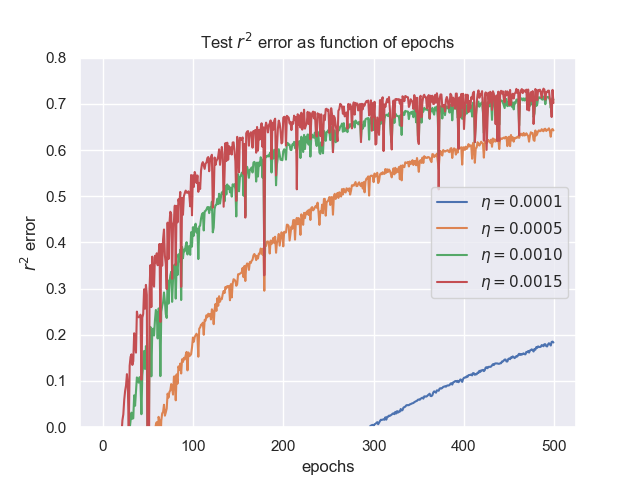 Test r² error as function of epochs
0.8
0.7
0.6
0.5
0.4
0.3
0.2
0.1
0.0
r² error
η = 0.0001
η = 0.0005
η = 0.0010
η = 0.0015
0 100 200 300 400 500
epochs